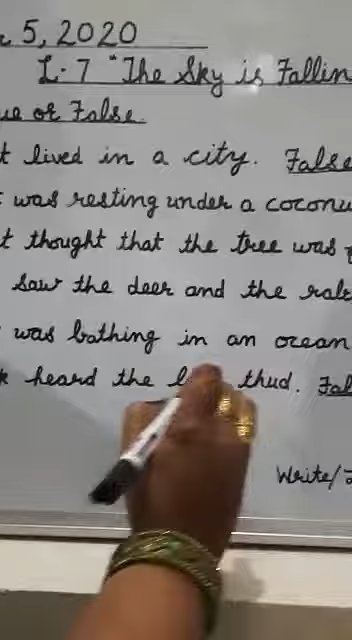 5, 2020
L-7 "The Sky is Fallin
ue or False.
t lived in a city. False
t was resting under a coconu
t thought that the tree was
saw the deer and the rab
was bathing in an ocean
k heard the thud. Fal
Write/